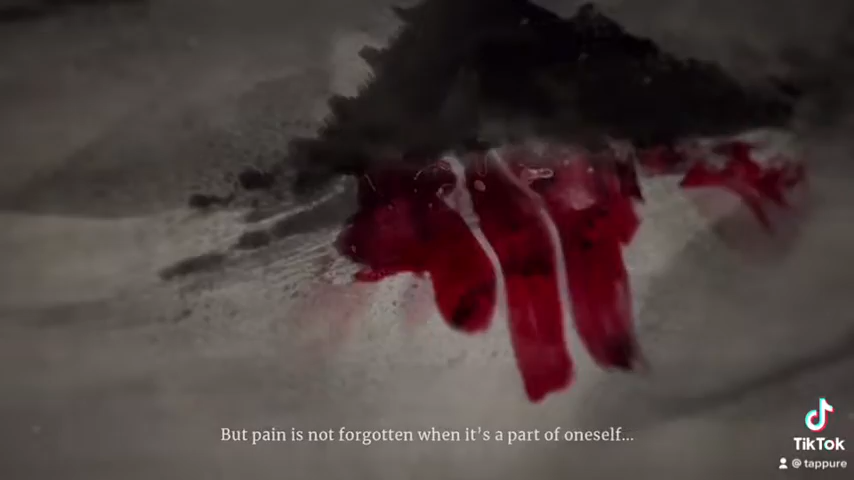 But pain is not forgotten when it's a part of oneself...
TikTok
@ tappure